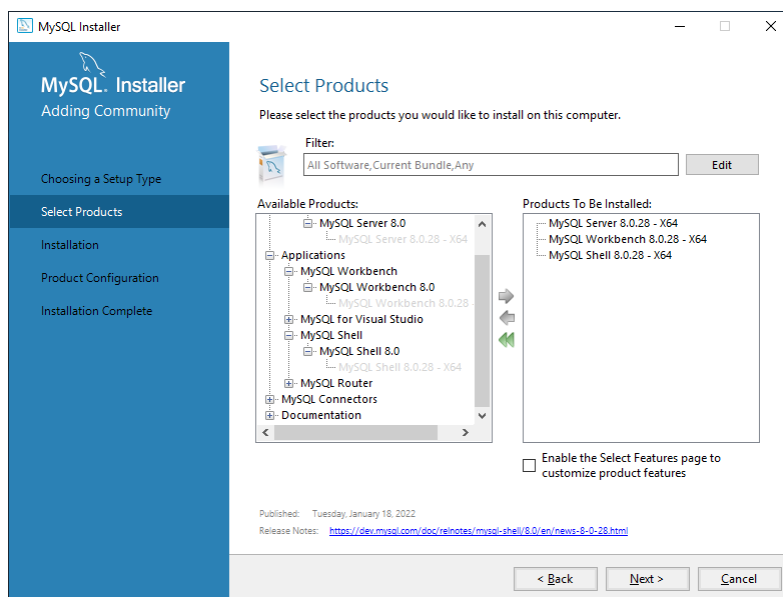 MySQL Installer
MySQL. Installer
Adding Community
Choosing a Setup Type
Select Products
Installation
Product Configuration
Installation Complete
Select Products
Please select the products you would like to install on this computer.
Filter:
All Software,Current Bundle,Any
Edit
Available Products:
MySQL Server 8.0
MySQL Server 8.0.28 - X64
Applications
MySQL Workbench
MySQL Workbench 8.0
MySQL Workbench 8.0.28 -
MySQL for Visual Studio
MySQL Shell
MySQL Shell 8.0
MySQL Shell 8.0.28 - X64
MySQL Router
MySQL Connectors
Documentation
Products To Be Installed:
MySQL Server 8.0.28 - X64
MySQL Workbench 8.0.28 - X64
MySQL Shell 8.0.28 - X64
Enable the Select Features page to
customize product features
Published: Tuesday, January 18, 2022
Release Notes: https://dev.mysql.com/doc/relnotes/mysql-shell/8.0/en/news-8-0-28.html
< Back
Next >
Cancel